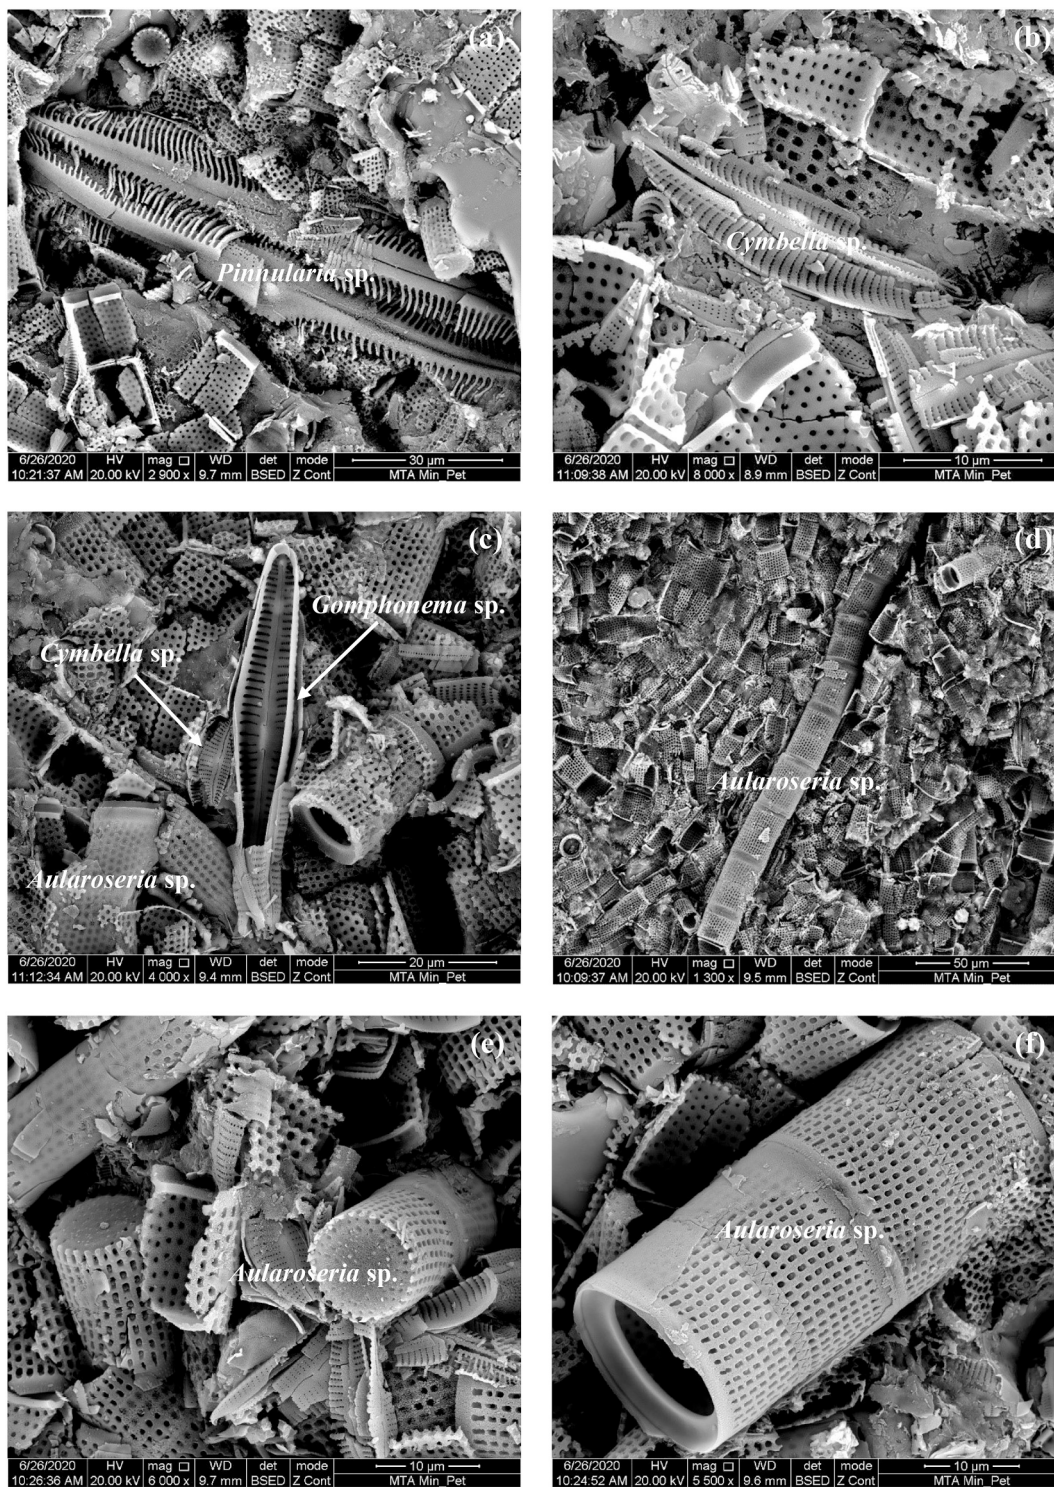 (a)
Pinnularia sp.
6/26/2020 HV mag □ WD det mode 30 µm
10:21:37 AM 20.00 kV 2 900 x 9.7 mm BSED Z Cont MTA Min_Pet
(b)
Cymbella sp.
6/26/2020 HV mag □ WD det mode 10 µm
11:09:38 AM 20.00 kV 8 000 x 8.9 mm BSED Z Cont MTA Min_Pet
(c)
Gomphonema sp.
Cymbella sp.
Aularoseria sp.
6/26/2020 HV mag □ WD det mode 20 µm
11:12:34 AM 20.00 kV 4 000 x 9.4 mm BSED Z Cont MTA Min_Pet
(d)
Aularoseria sp.
6/26/2020 HV mag □ WD det mode 50 µm
10:09:37 AM 20.00 kV 1 300 x 9.5 mm BSED Z Cont MTA Min_Pet
(e)
Aularoseria sp.
6/26/2020 HV mag □ WD det mode 10 µm
10:26:36 AM 20.00 kV 6 000 x 9.7 mm BSED Z Cont MTA Min_Pet
(f)
Aularoseria sp.
6/26/2020 HV mag □ WD det mode 10 µm
10:24:52 AM 20.00 kV 5 500 x 9.6 mm BSED Z Cont MTA Min_Pet